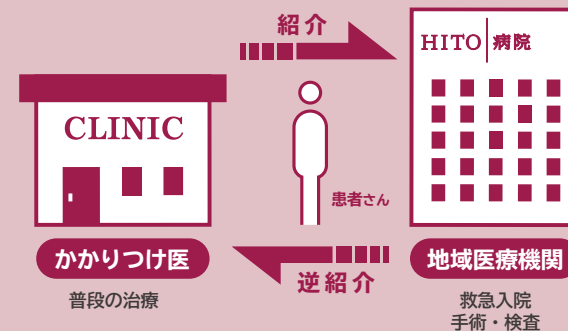 紹介
HITO 病院
CLINIC
患者さん
かかりつけ医
地域医療機関
逆紹介
普段の治療
救急入院
手術・検査